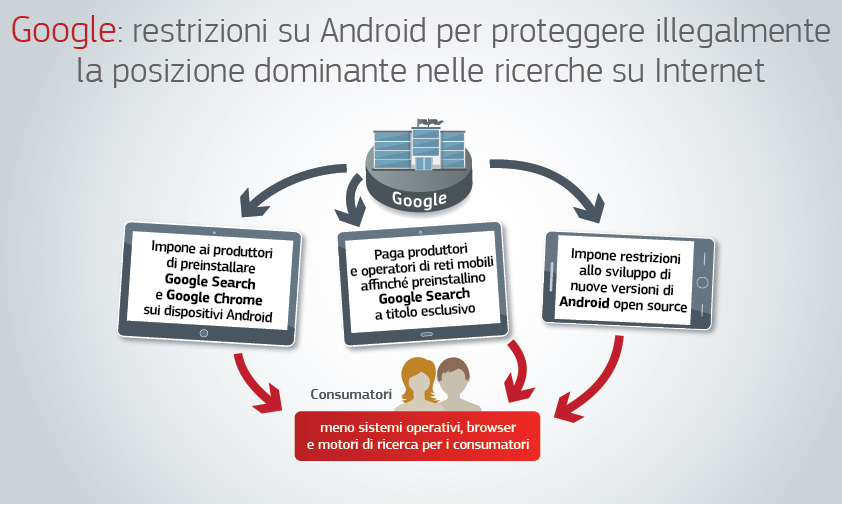 Google: restrizioni su Android per proteggere illegalmente
la posizione dominante nelle ricerche su Internet
Google
Impone ai produttori
di preinstallare
Google Search
e Google Chrome
sui dispositivi Android
Paga produttori
e operatori di reti mobili
affinché preinstallino
Google Search
a titolo esclusivo
Impone restrizioni
allo sviluppo di
nuove versioni di
Android open source
Consumatori
meno sistemi operativi, browser
e motori di ricerca per i consumatori